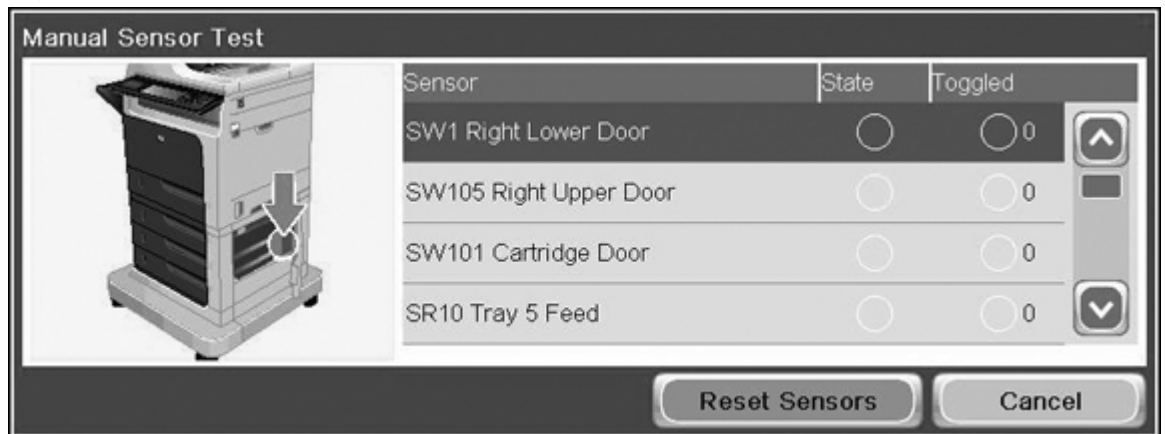 Manual Sensor Test
Sensor State Toggled
SW1 Right Lower Door 0
SW105 Right Upper Door 0
SW101 Cartridge Door 0
SR10 Tray 5 Feed 0
Reset Sensors Cancel